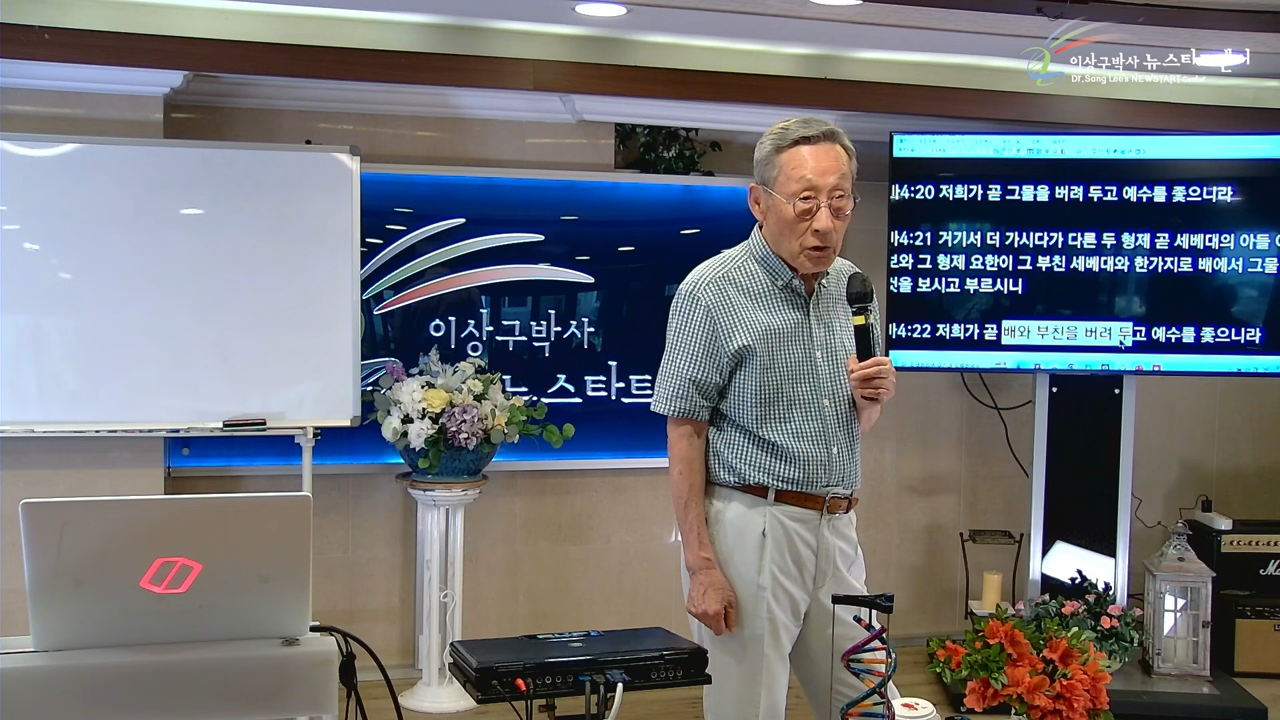 이상구박사 뉴스타트센터
Dr.Sang Lee's NEWSTART Center
4:20 저희가 곧 그물을 버려 두고 예수를 좇으니라
4:21 거기서 더 가시다가 다른 두 형제 곧 세베대의 아들
보와 그 형제 요한이 그 부친 세베대와 한가지로 배에서 그물
것을 보시고 부르시니
4:22 저희가 곧 배와 부친을 버려 두고 예수를 좇으니라
이상구박사
뉴스타트